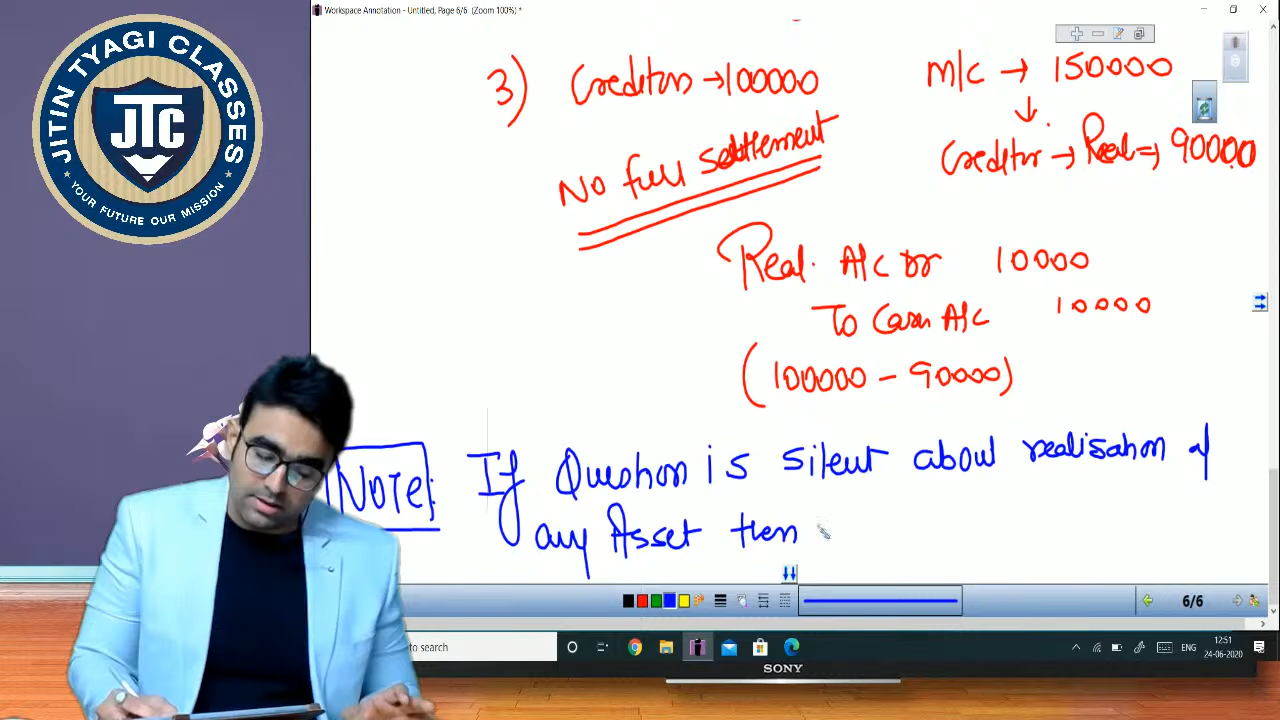 Workspace Annotation - Untitled, Page 6/6 (Zoom 100%) *
JITIN TYAGI CLASSES
JTC
YOUR FUTURE OUR MISSION
3) Creditors → 100000
M/C → 150000
↓
Creditor → Real ⇒ 90000
No full settlement
Real. A/C Dr 10000
To Cash A/C 10000
(100000 - 90000)
Note: If Question is silent about realisation of
any Asset then
6/6
to search
ENG
12:51
24-06-2020
SONY